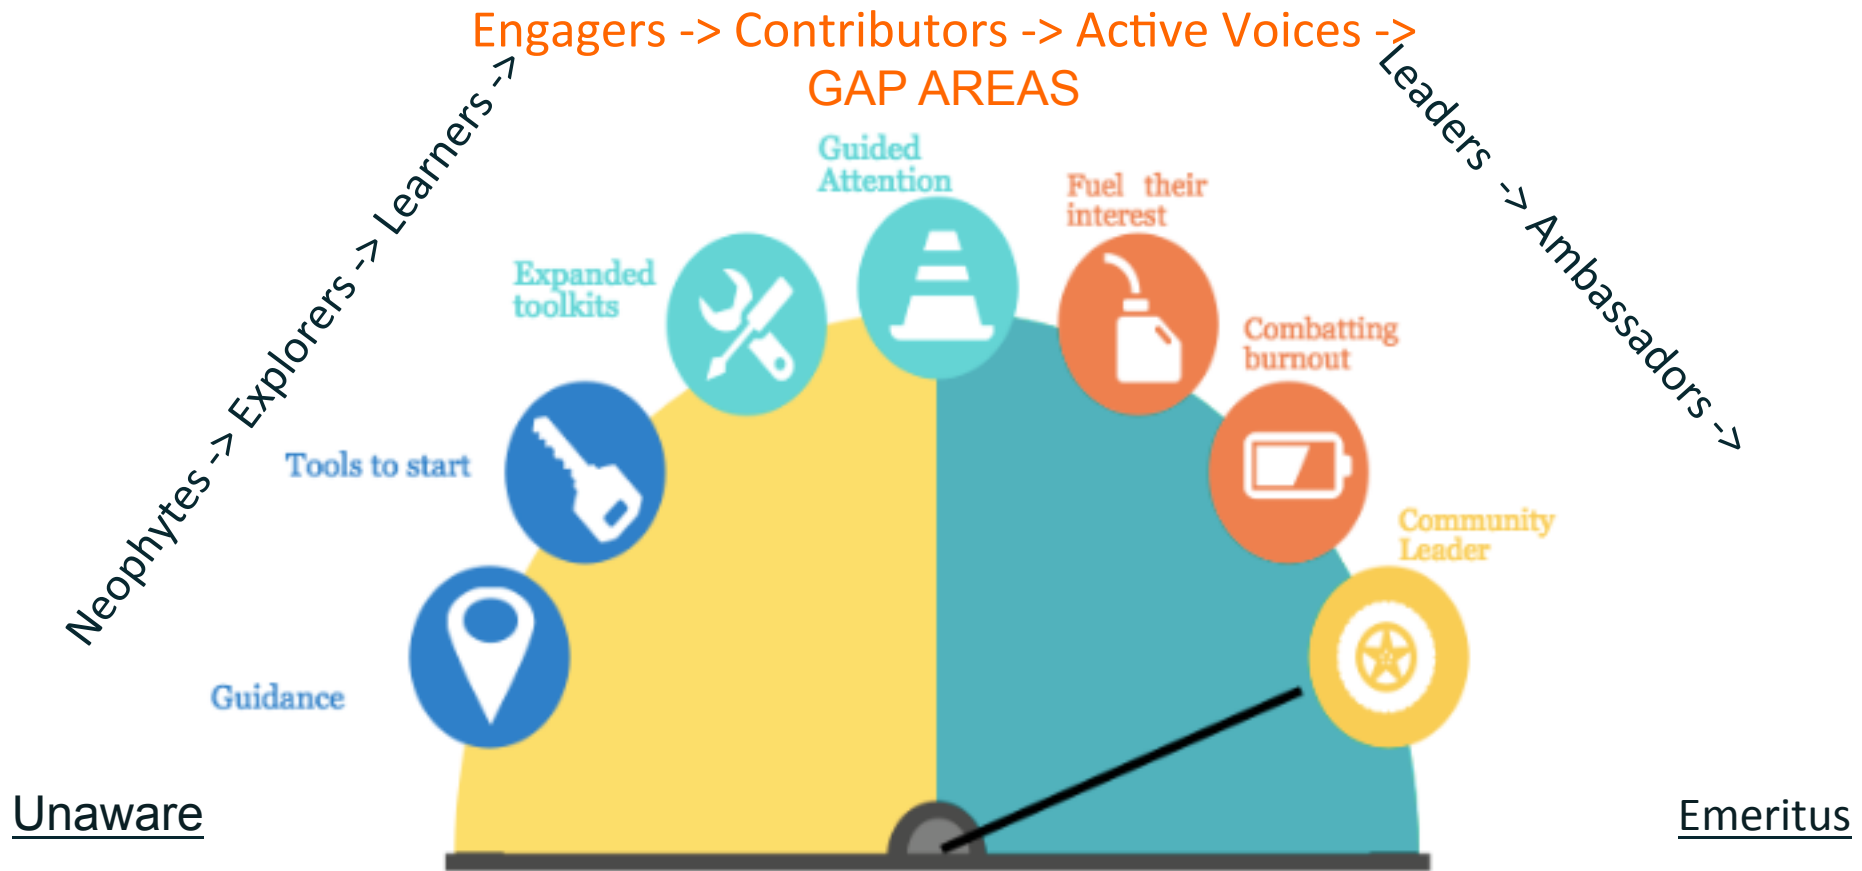 Engagers -> Contributors -> Active Voices ->
GAP AREAS
Neophytes -> Explorers -> Learners ->
Leaders -> Ambassadors ->
Guided
Attention
Fuel their
interest
Expanded
toolkits
Combatting
burnout
Tools to start
Community
Leader
Guidance
Unaware
Emeritus